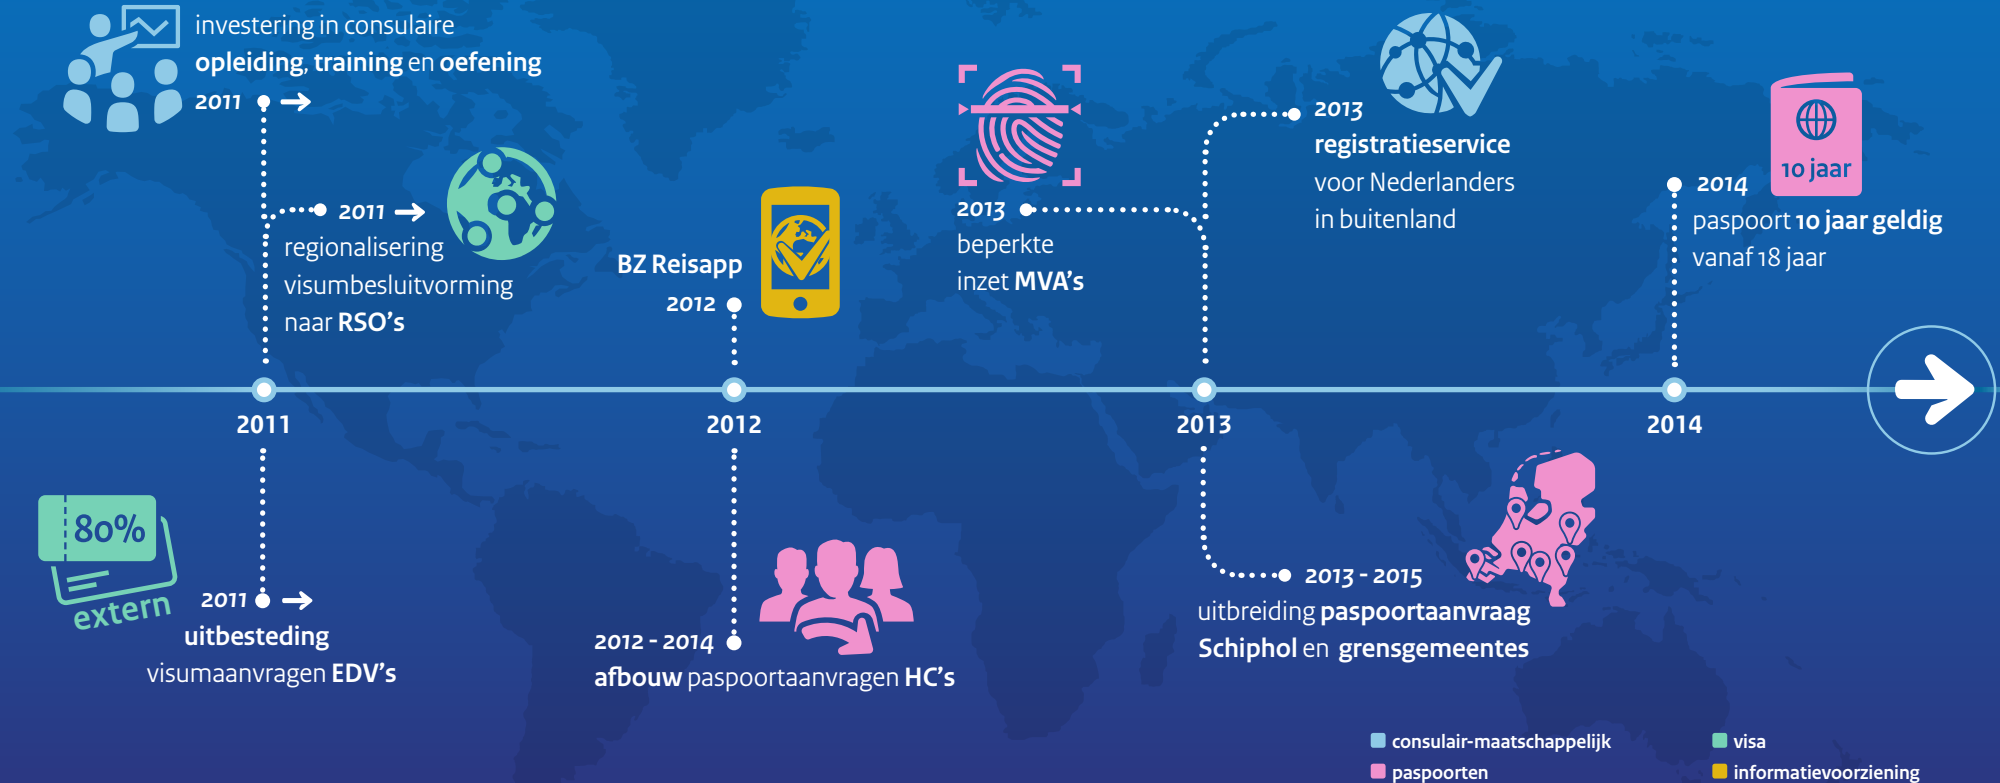 investering in consulaire
opleiding, training en oefening
2011
2011
regionalisering
visumbesluitvorming
naar RSO's
BZ Reisapp
2012
2013
beperkte
inzet MVA's
2013
registratieservice
voor Nederlanders
in buitenland
10 jaar
2014
paspoort 10 jaar geldig
vanaf 18 jaar
2011
2012
2013
2014
80%
extern
2011
uitbesteding
visumaanvragen EDV's
2012 - 2014
afbouw paspoortaanvragen HC's
2013 - 2015
uitbreiding paspoortaanvraag
Schiphol en grensgemeentes
consulair-maatschappelijk
visa
paspoorten
informatievoorziening